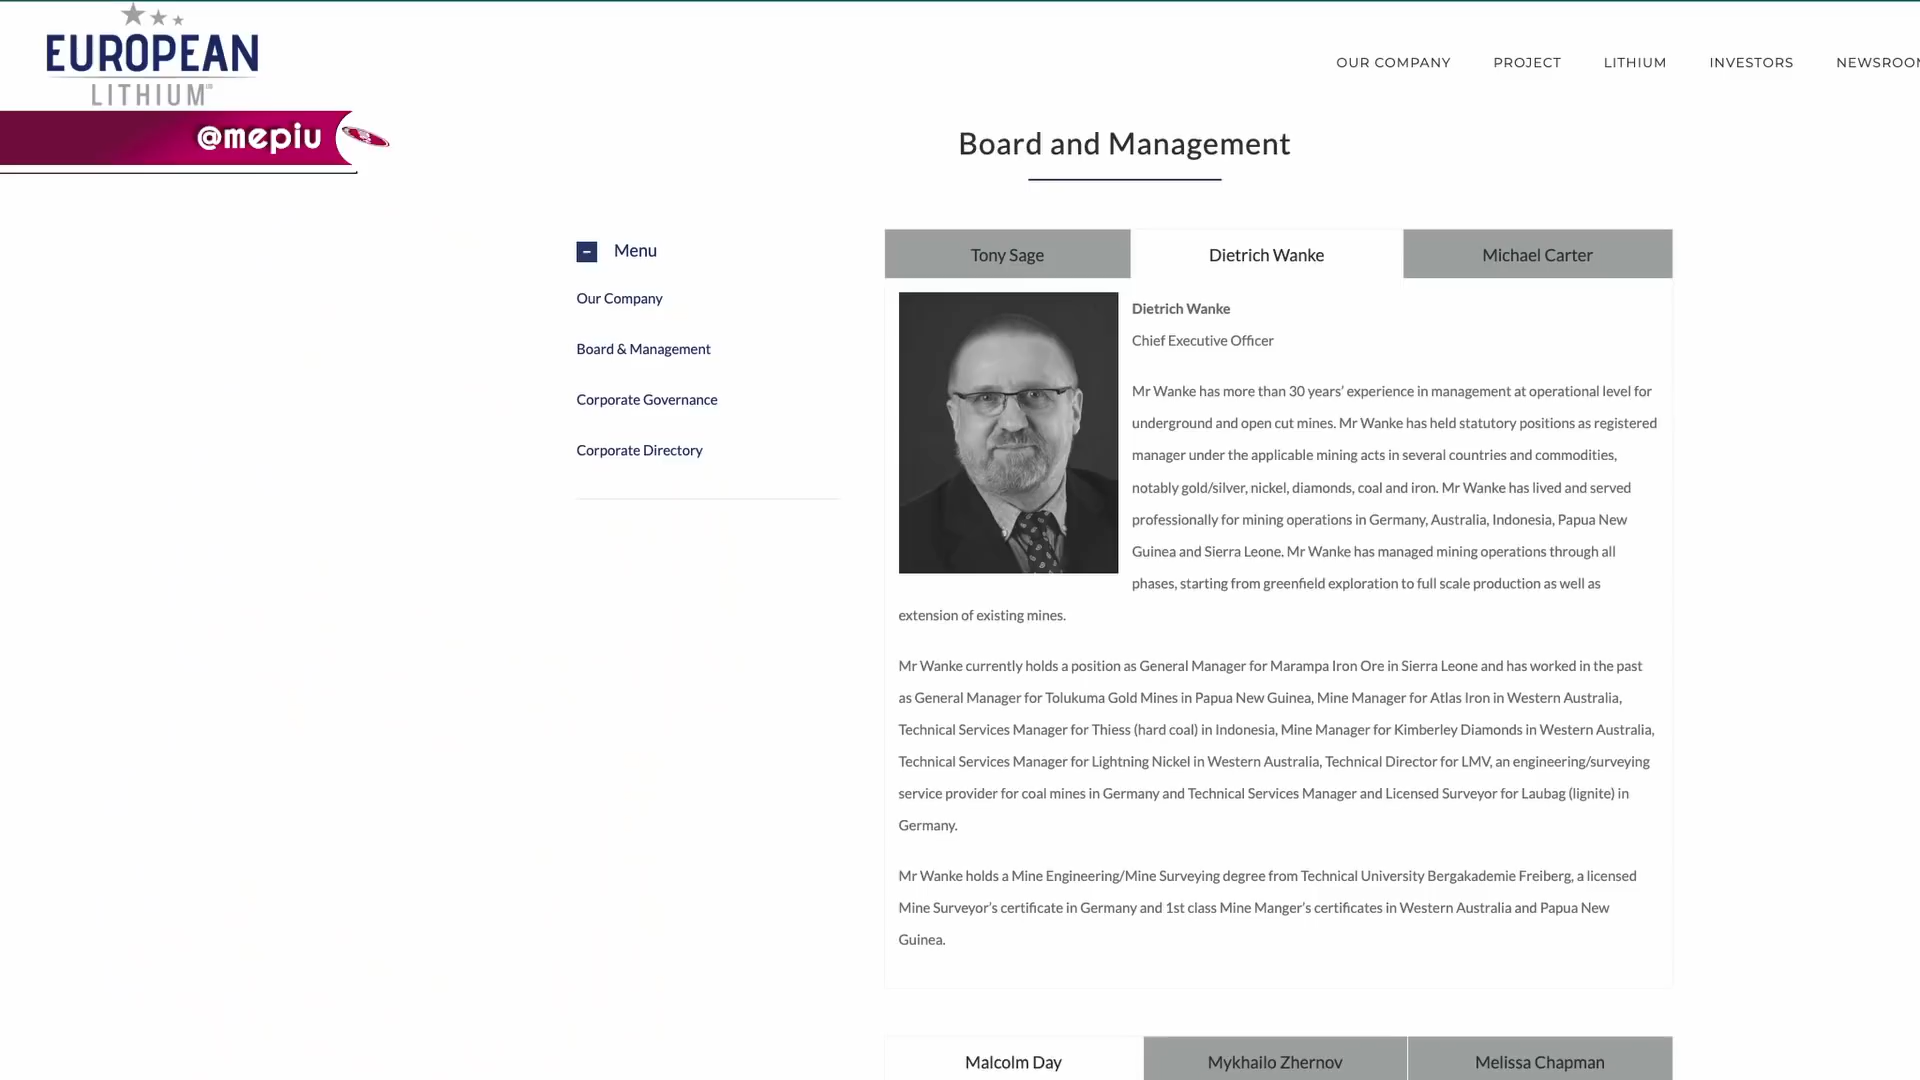 EUROPEAN
LITHIUM
@mepiu
OUR COMPANY
PROJECT
LITHIUM
INVESTORS
NEWSROOM
Board and Management
Menu
Our Company
Board & Management
Corporate Governance
Corporate Directory
Tony Sage
Dietrich Wanke
Michael Carter
Dietrich Wanke
Chief Executive Officer
Mr Wanke has more than 30 years’ experience in management at operational level for
underground and open cut mines. Mr Wanke has held statutory positions as registered
manager under the applicable mining acts in several countries and commodities,
notably gold/silver, nickel, diamonds, coal and iron. Mr Wanke has lived and served
professionally for mining operations in Germany, Australia, Indonesia, Papua New
Guinea and Sierra Leone. Mr Wanke has managed mining operations through all
phases, starting from greenfield exploration to full scale production as well as
extension of existing mines.
Mr Wanke currently holds a position as General Manager for Marampa Iron Ore in Sierra Leone and has worked in the past
as General Manager for Tolukuma Gold Mines in Papua New Guinea, Mine Manager for Atlas Iron in Western Australia,
Technical Services Manager for Thiess (hard coal) in Indonesia, Mine Manager for Kimberley Diamonds in Western Australia,
Technical Services Manager for Lightning Nickel in Western Australia, Technical Director for LMV, an engineering/surveying
service provider for coal mines in Germany and Technical Services Manager and Licensed Surveyor for Laubag (lignite) in
Germany.
Mr Wanke holds a Mine Engineering/Mine Surveying degree from Technical University Bergakademie Freiberg, a licensed
Mine Surveyor’s certificate in Germany and 1st class Mine Manger’s certificates in Western Australia and Papua New
Guinea.
Malcolm Day
Mykhailo Zhernov
Melissa Chapman